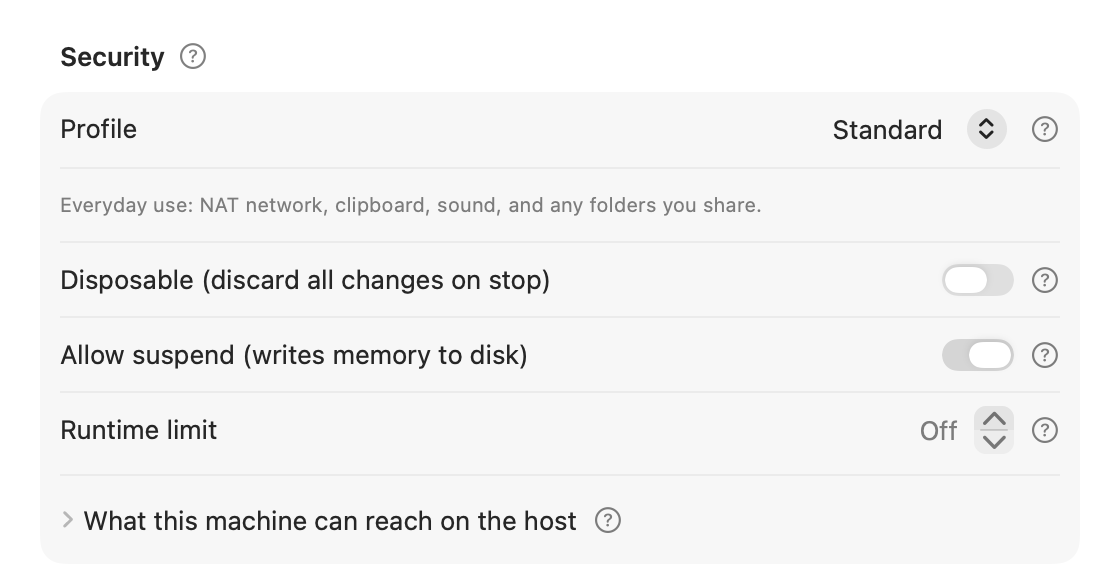 Security ?
Profile Standard ?
Everyday use: NAT network, clipboard, sound, and any folders you share.
Disposable (discard all changes on stop) ?
Allow suspend (writes memory to disk) ?
Runtime limit Off ?
What this machine can reach on the host ?